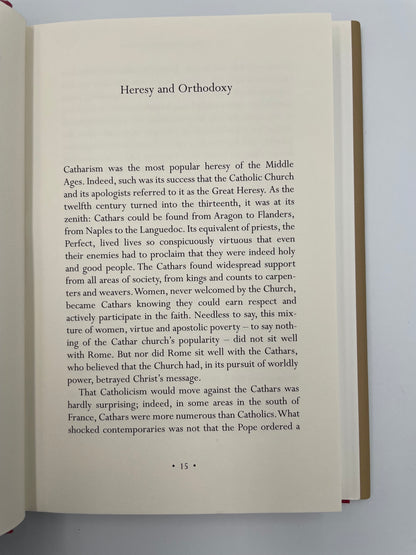 Heresy and Orthodoxy
Catharism was the most popular heresy of the Middle
Ages. Indeed, such was its success that the Catholic Church
and its apologists referred to it as the Great Heresy. As the
twelfth century turned into the thirteenth, it was at its
zenith: Cathars could be found from Aragon to Flanders,
from Naples to the Languedoc. Its equivalent of priests, the
Perfect, lived lives so conspicuously virtuous that even
their enemies had to proclaim that they were indeed holy
and good people. The Cathars found widespread support
from all areas of society, from kings and counts to carpen-
ters and weavers. Women, never welcomed by the Church,
became Cathars knowing they could earn respect and
actively participate in the faith. Needless to say, this mix-
ture of women, virtue and apostolic poverty – to say noth-
ing of the Cathar church's popularity – did not sit well
with Rome. But nor did Rome sit well with the Cathars,
who believed that the Church had, in its pursuit of worldly
power, betrayed Christ's message.
That Catholicism would move against the Cathars was
hardly surprising; indeed, in some areas in the south of
France, Cathars were more numerous than Catholics. What
shocked contemporaries was not that the Pope ordered a
• 15 •